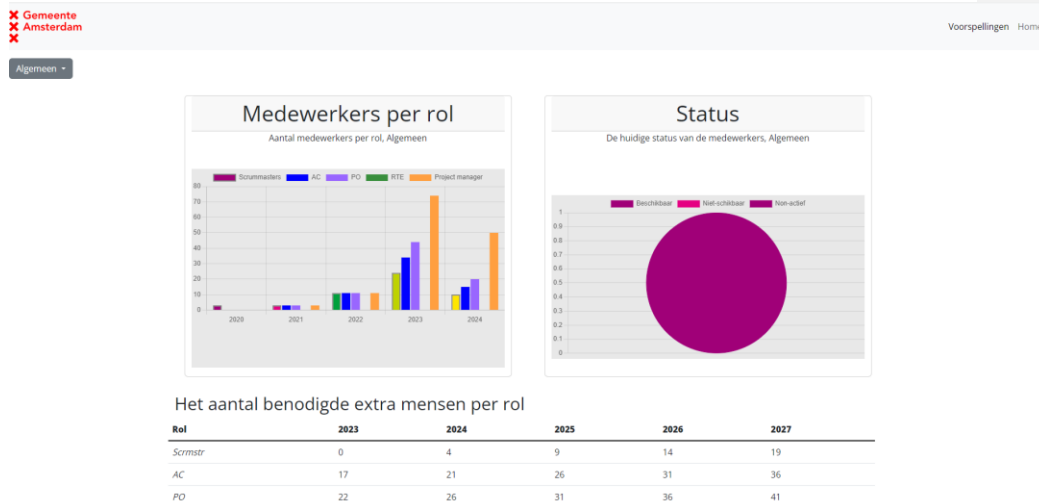 Gemeente
Amsterdam
Voorspellingen Home
Algemeen
Medewerkers per rol
Aantal medewerkers per rol, Algemeen
Scrummasters AC PO RTE Project manager
80
70
60
50
40
30
20
10
0
2020 2021 2022 2023 2024
Status
De huidige status van de medewerkers, Algemeen
Beschikbaar Niet-schikbaar Non-actief
1
0.9
0.8
0.7
0.6
0.5
0.4
0.3
0.2
0.1
0
Het aantal benodigde extra mensen per rol
Rol 2023 2024 2025 2026 2027
Scrmstr 0 4 9 14 19
AC 17 21 26 31 36
PO 22 26 31 36 41